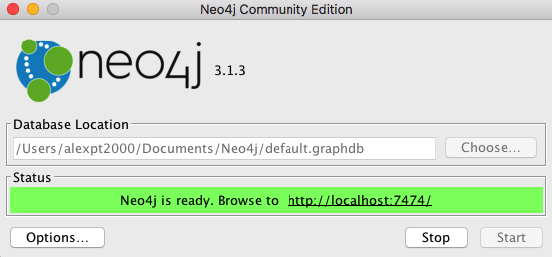 Neo4j Community Edition
neo4j 3.1.3
Database Location
/Users/alexpt2000/Documents/Neo4j/default.graphdb Choose...
Status
Neo4j is ready. Browse to http://localhost:7474/
Options... Stop Start